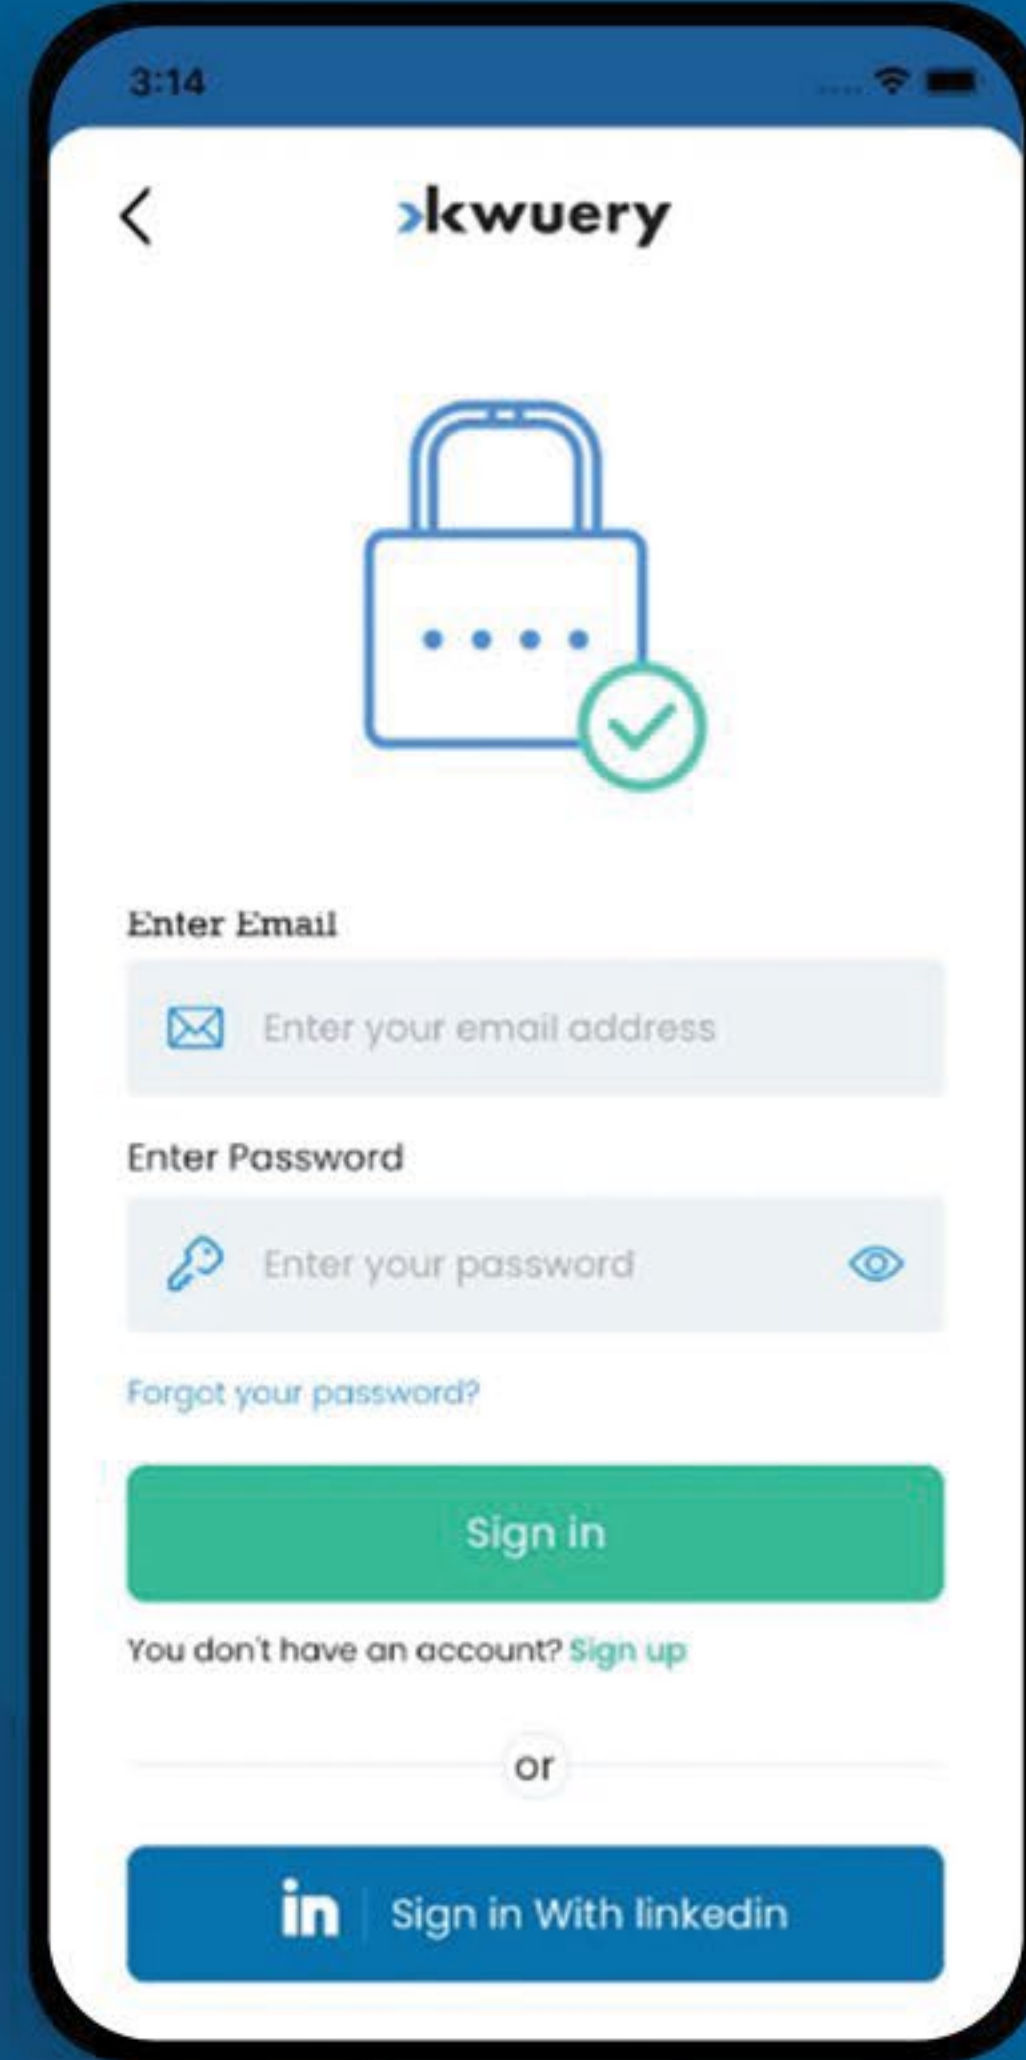 3:14
kwuery
Enter Email
Enter your email address
Enter Password
Enter your password
Forgot your password?
Sign in
You don't have an account? Sign up
or
in Sign in With linkedin